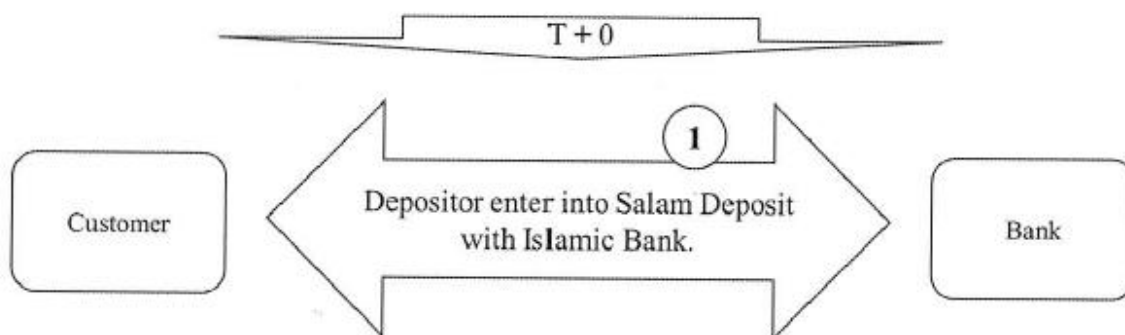 T + 0
1
Customer
Depositor enter into Salam Deposit
with Islamic Bank.
Bank